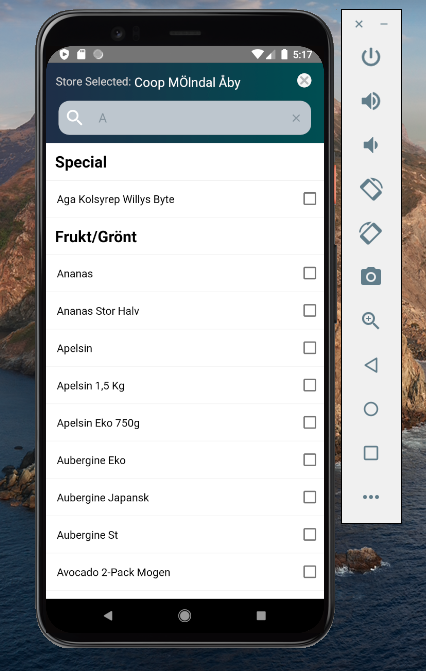 5:17
Store Selected: Coop MÖlndal Åby
A
Special
Aga Kolsyrep Willys Byte
Frukt/Grönt
Ananas
Ananas Stor Halv
Apelsin
Apelsin 1,5 Kg
Apelsin Eko 750g
Aubergine Eko
Aubergine Japansk
Aubergine St
Avocado 2-Pack Mogen